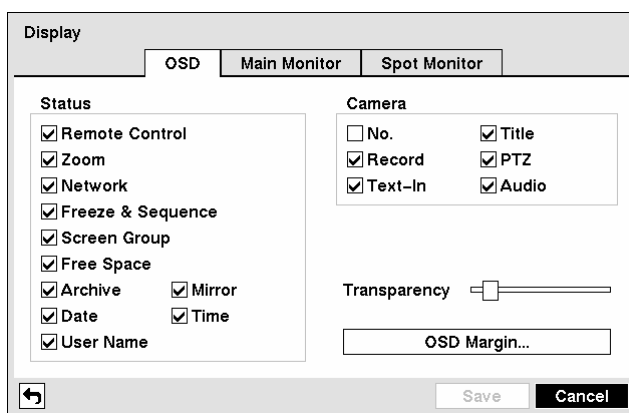 Display
OSD Main Monitor Spot Monitor
Status
Remote Control
Zoom
Network
Freeze & Sequence
Screen Group
Free Space
Archive Mirror
Date Time
User Name
Camera
No. Title
Record PTZ
Text-In Audio
Transparency
OSD Margin...
Save Cancel